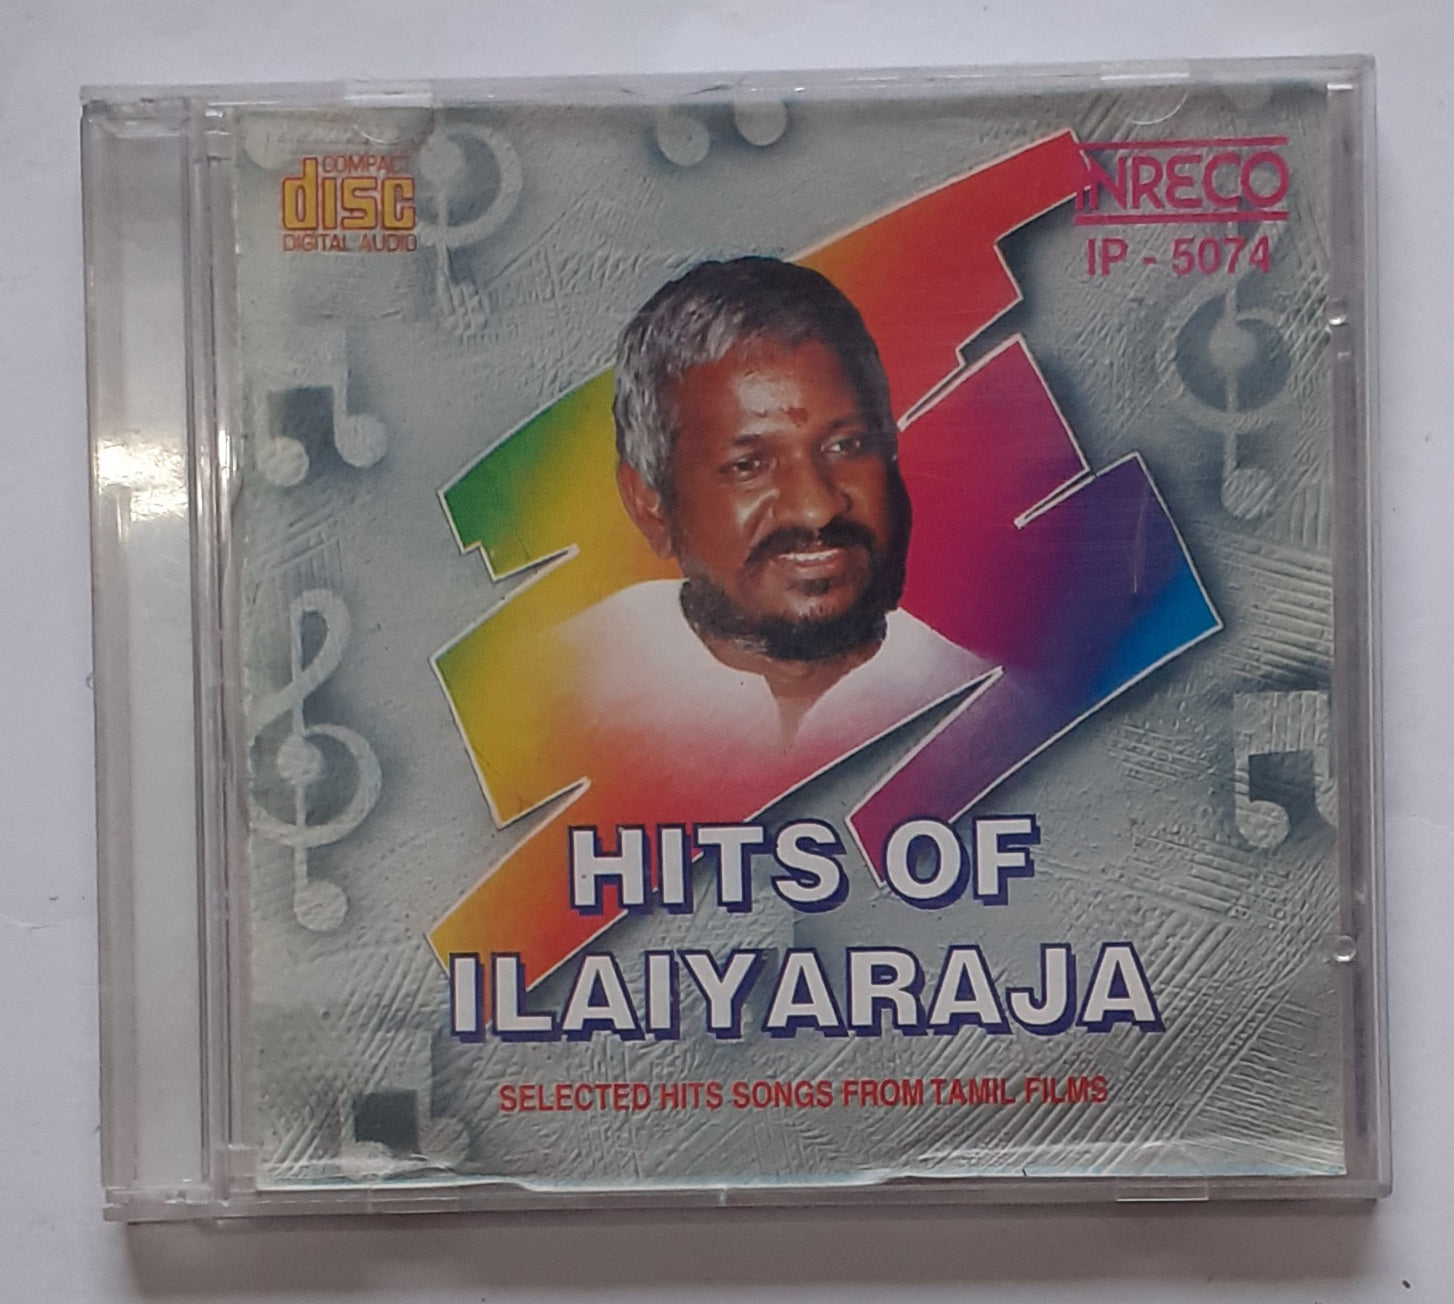 COMPACT
disc
DIGITAL AUDIO
INRECO
IP - 5074
HITS OF
ILAIYARAJA
SELECTED HITS SONGS FROM TAMIL FILMS